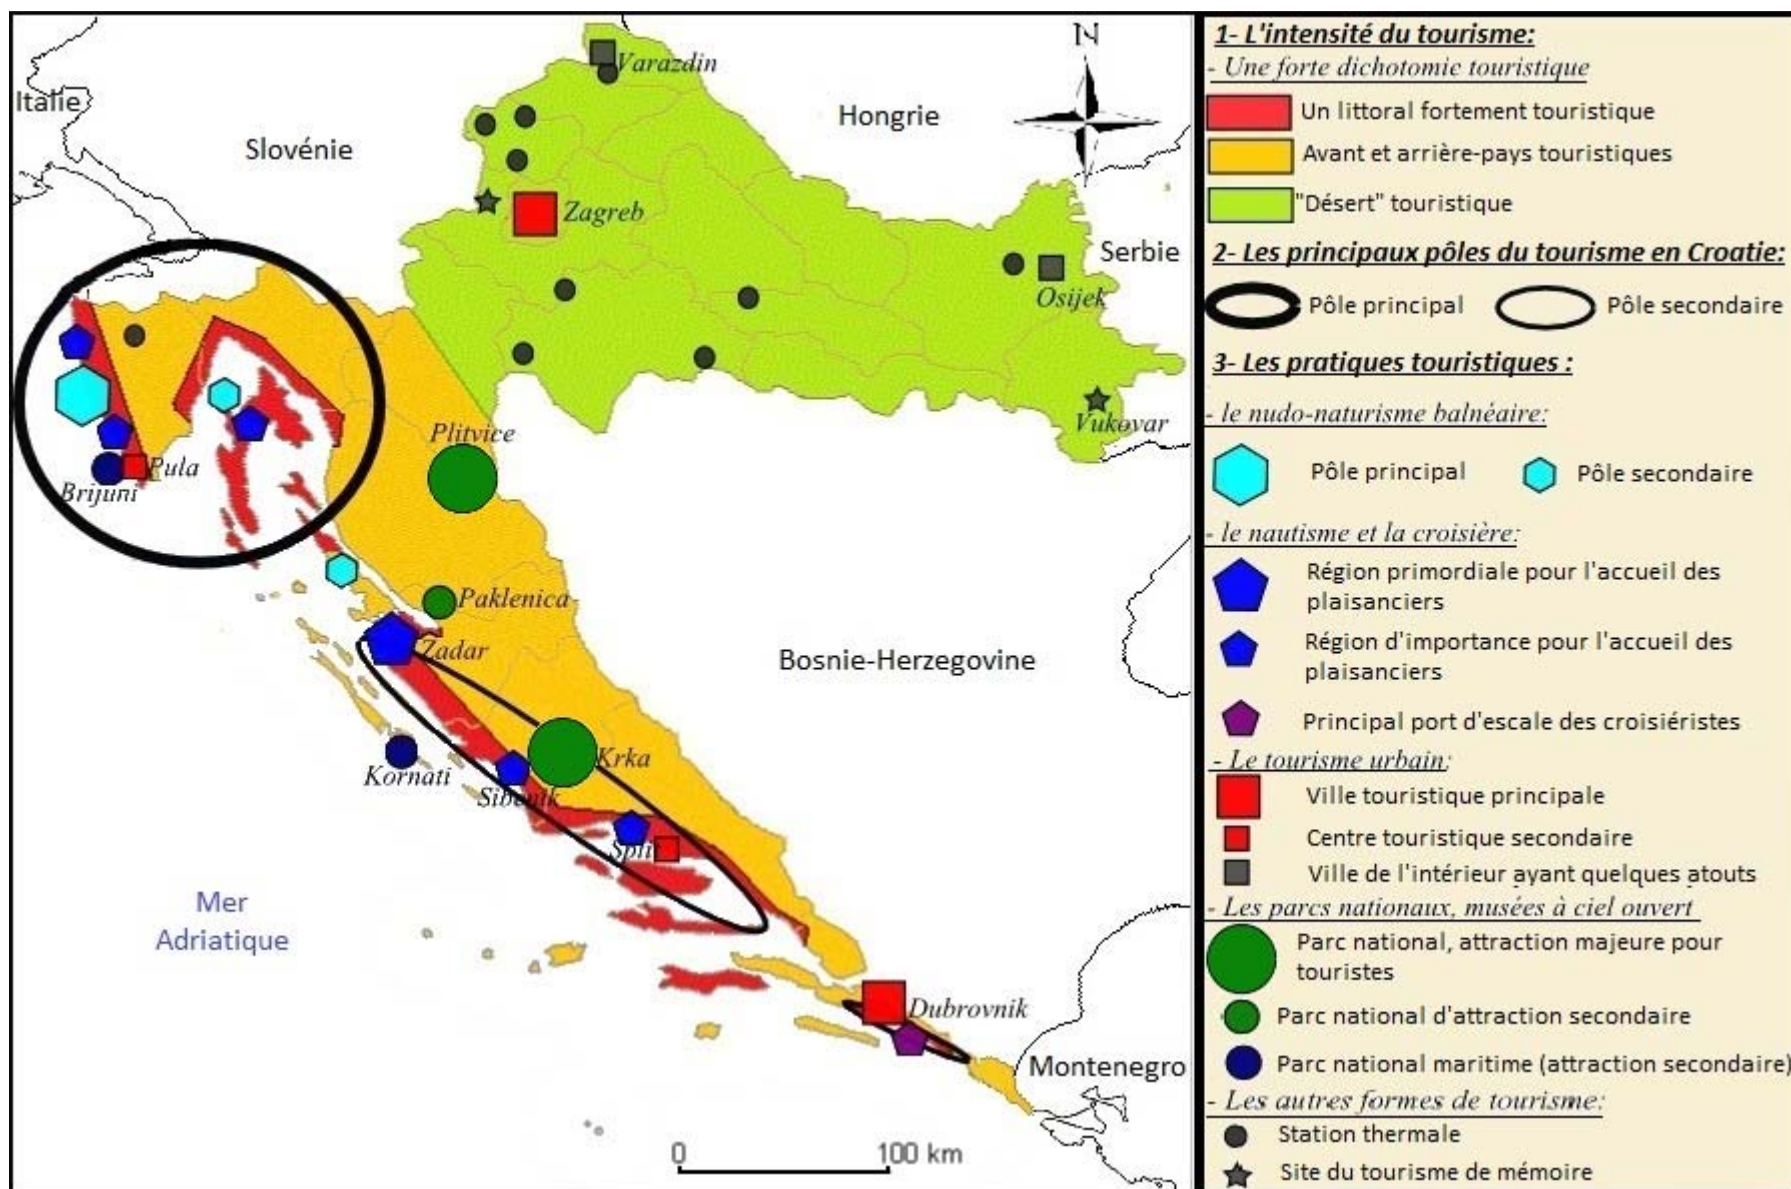 Italie
Slovénie
Hongrie
N
Varazdin
Zagreb
Serbie
Osijek
Vukovar
Plitvice
Pula
Brijuni
Paklenica
Zadar
Bosnie-Herzegovine
Kornati
Krka
Sibenik
Split
Mer
Adriatique
Dubrovnik
Montenegro
0 100 km
1- L'intensité du tourisme:
- Une forte dichotomic touristique
Un littoral fortement touristique
Avant et arrière-pays touristiques
"Désert" touristique
2- Les principaux pôles du tourisme en Croatie:
Pôle principal Pôle secondaire
3- Les pratiques touristiques :
- le nudo-naturisme balnéaire:
Pôle principal Pôle secondaire
- le nautisme et la croisière:
Région primordiale pour l'accueil des
plaisanciers
Région d'importance pour l'accueil des
plaisanciers
Principal port d'escale des croisiéristes
- Le tourisme urbain:
Ville touristique principale
Centre touristique secondaire
Ville de l'intérieur ayant quelques atouts
- Les parcs nationaux, musées à ciel ouvert
Parc national, attraction majeure pour
touristes
Parc national d'attraction secondaire
Parc national maritime (attraction secondaire)
- Les autres formes de tourisme:
Station thermale
Site du tourisme de mémoire